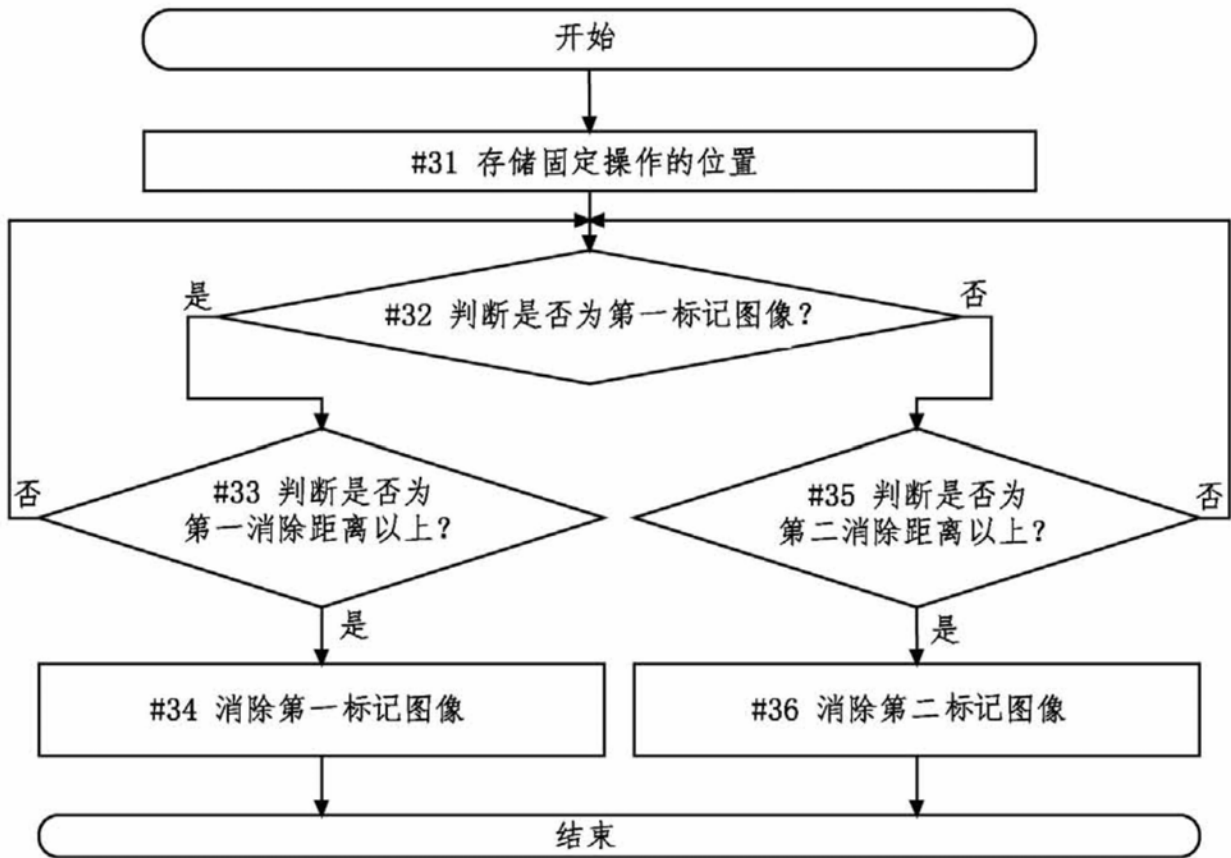 开始
#31 存储固定操作的位置
是
否
#32 判断是否为第一标记图像?
否
#33 判断是否为
第一消除距离以上?
#35 判断是否为
第二消除距离以上?
否
是
是
#34 消除第一标记图像
#36 消除第二标记图像
结束